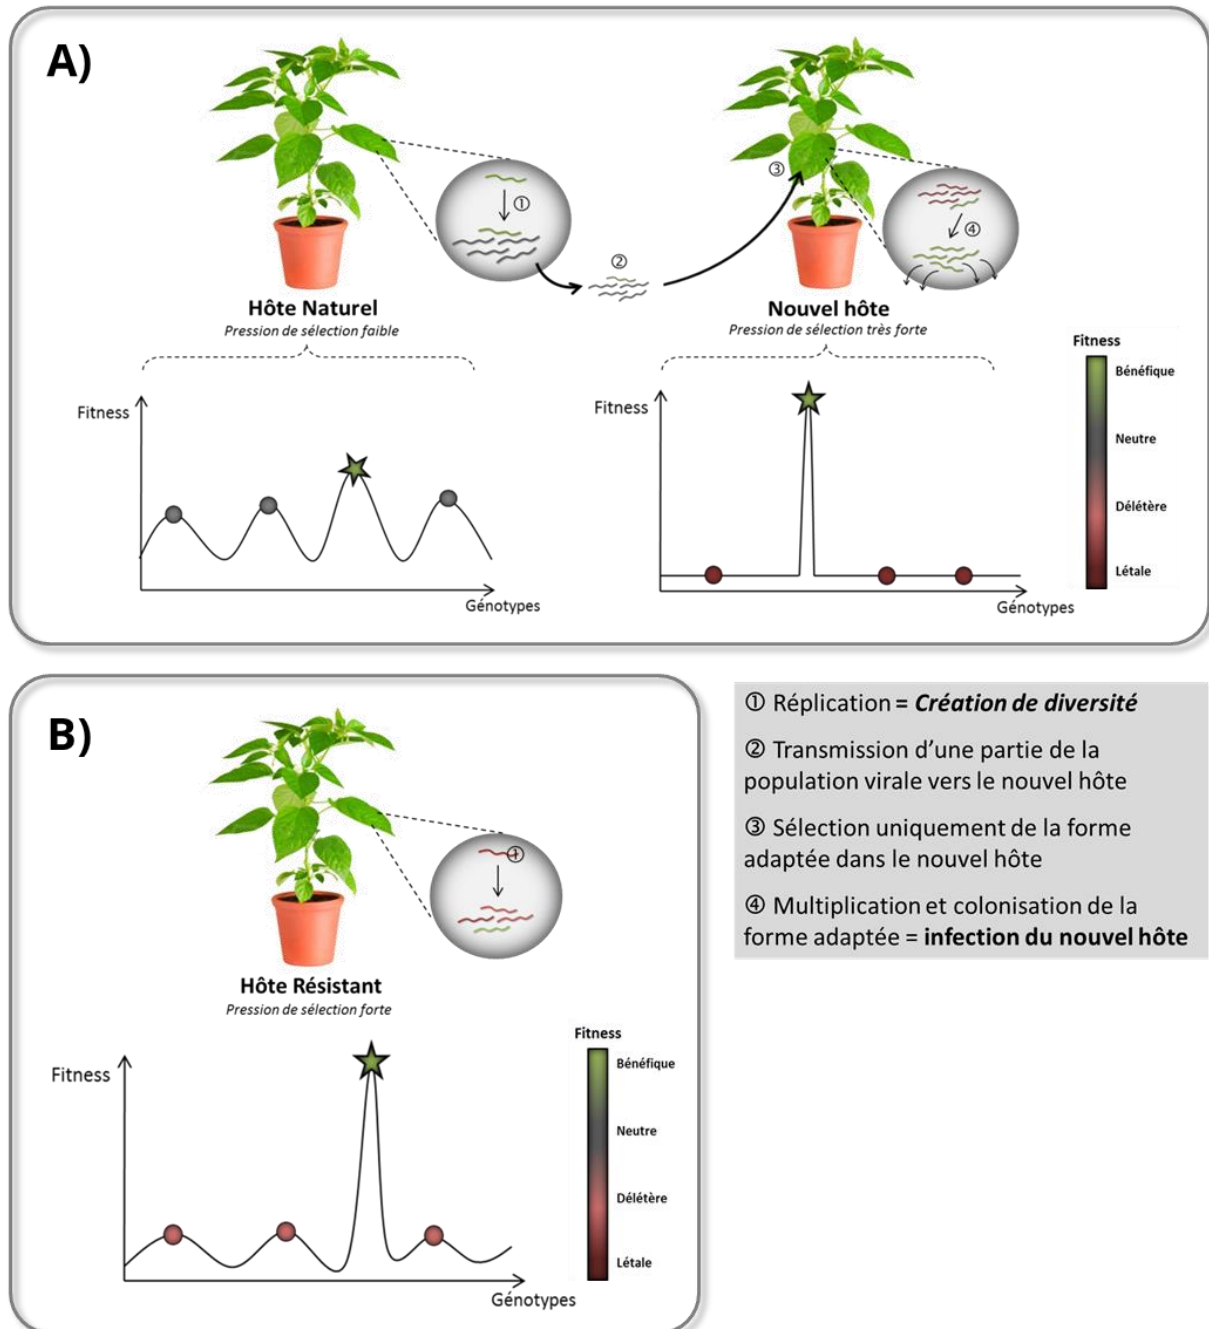 A)
①
②
③
④
Hôte Naturel
Pression de sélection faible
Nouvel hôte
Pression de sélection très forte
Fitness
Génotypes
Fitness
Génotypes
Fitness
Bénéfique
Neutre
Délétère
Létale
B)
①
Hôte Résistant
Pression de sélection forte
Fitness
Génotypes
Fitness
Bénéfique
Neutre
Délétère
Létale
① Réplication = Création de diversité
② Transmission d’une partie de la
population virale vers le nouvel hôte
③ Sélection uniquement de la forme
adaptée dans le nouvel hôte
④ Multiplication et colonisation de la
forme adaptée = infection du nouvel hôte